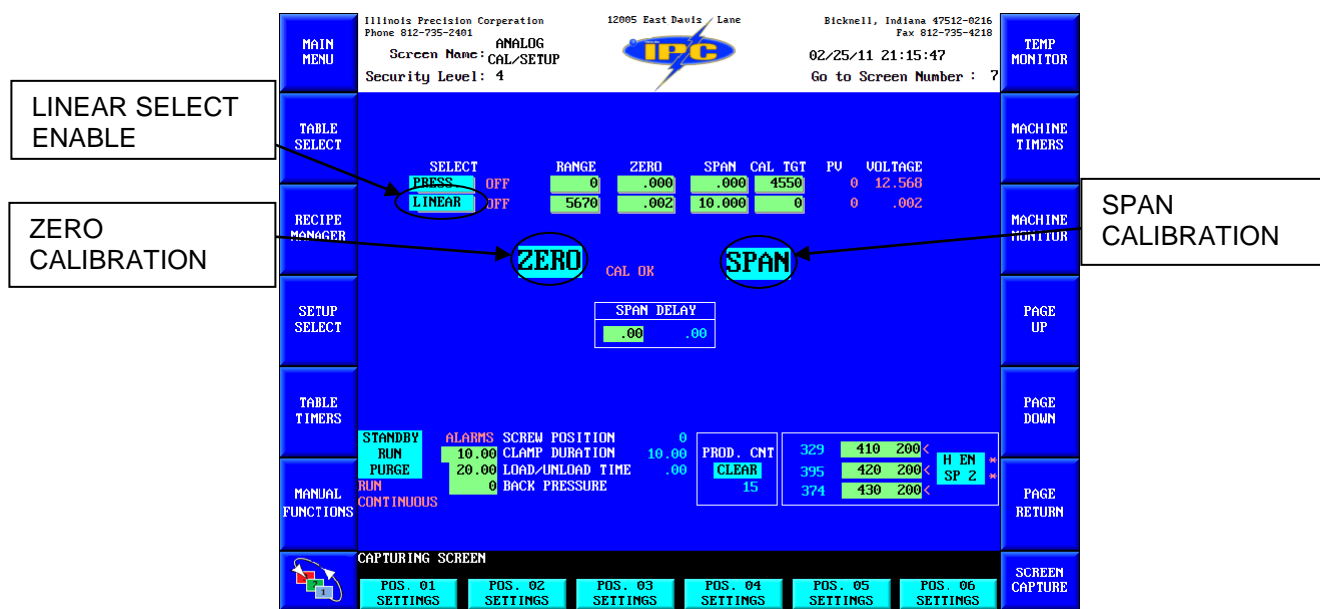 Illinois Precision Corperation 12005 East Davis Lane Bicknell, Indiana 47512-0216
Phone 812-735-2401 Fax 812-735-4218
Screen Name: ANALOG CAL/SETUP
IPC
02/25/11 21:15:47
Security Level: 4
Go to Screen Number : 7
MAIN MENU
TABLE SELECT
RECIPE MANAGER
SETUP SELECT
TABLE TIMERS
MANUAL FUNCTIONS
TEMP MONITOR
MACHINE TIMERS
MACHINE MONITOR
PAGE UP
PAGE DOWN
PAGE RETURN
SCREEN CAPTURE
LINEAR SELECT
ENABLE
ZERO
CALIBRATION
SPAN
CALIBRATION
SELECT RANGE ZERO SPAN CAL TGT PV VOLTAGE
PRESS. OFF 0 .000 .000 4550 0 12.568
LINEAR OFF 5670 .002 10.000 0 0 .002
ZERO CAL OK SPAN
SPAN DELAY
.00 .00
STANDBY ALARMS SCREW POSITION 0
RUN 10.00 CLAMP DURATION 10.00
PURGE 20.00 LOAD/UNLOAD TIME .00
RUN 0 BACK PRESSURE
CONTINUOUS
PROD. CNT
CLEAR
15
329 410 200<
395 420 200<
374 430 200<
H EN *
SP 2 *
CAPTURING SCREEN
POS. 01 SETTINGS
POS. 02 SETTINGS
POS. 03 SETTINGS
POS. 04 SETTINGS
POS. 05 SETTINGS
POS. 06 SETTINGS